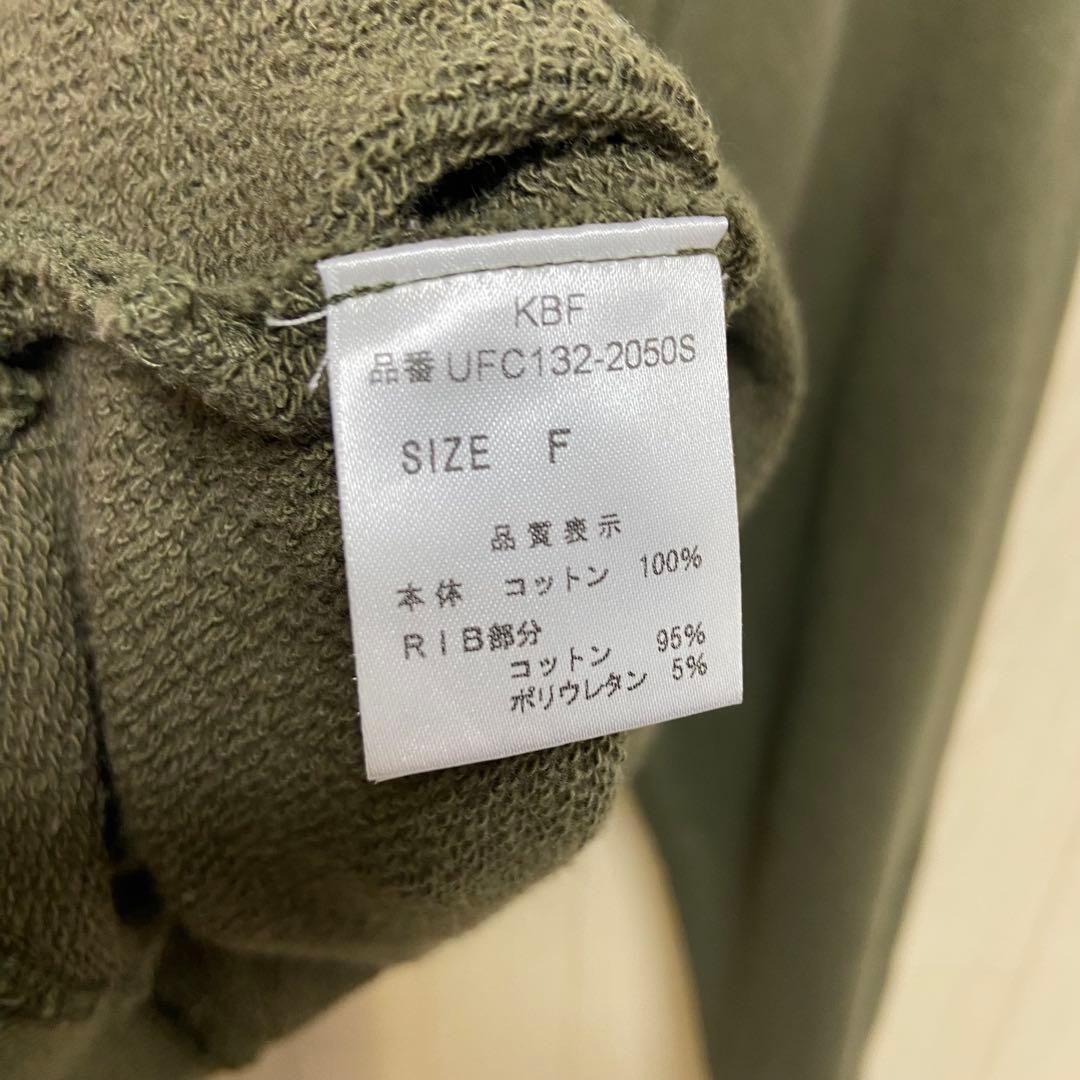 KBF
品番 UFC132-2050S
SIZE F
品質表示
本体 コットン 100%
RIB部分
コットン 95%
ポリウレタン 5%